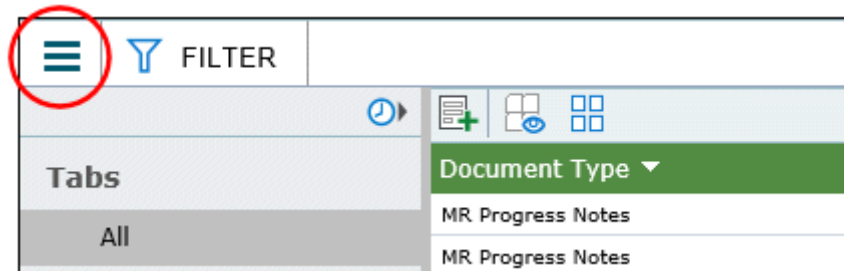 FILTER
Tabs
All
Document Type
MR Progress Notes
MR Progress Notes